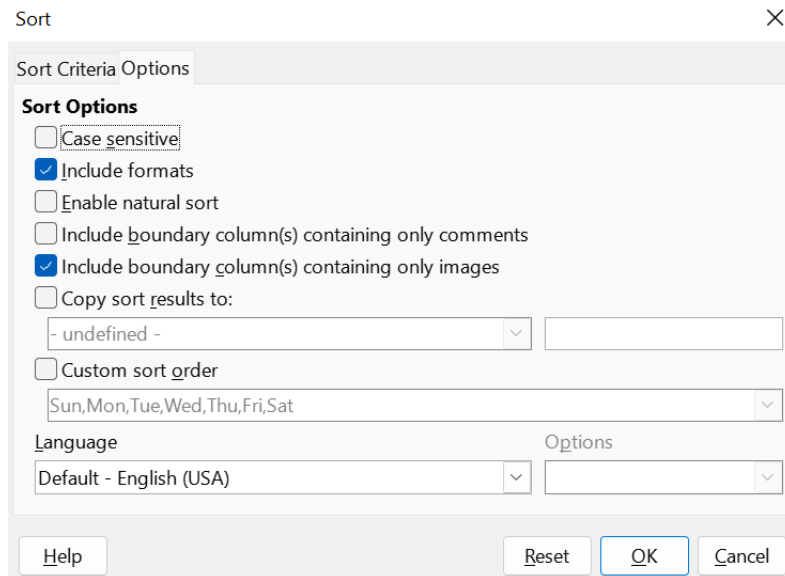 Sort
Sort Criteria Options
Sort Options
Case sensitive
Include formats
Enable natural sort
Include boundary column(s) containing only comments
Include boundary column(s) containing only images
Copy sort results to:
- undefined -
Custom sort order
Sun,Mon,Tue,Wed,Thu,Fri,Sat
Language Options
Default - English (USA)
Help Reset OK Cancel